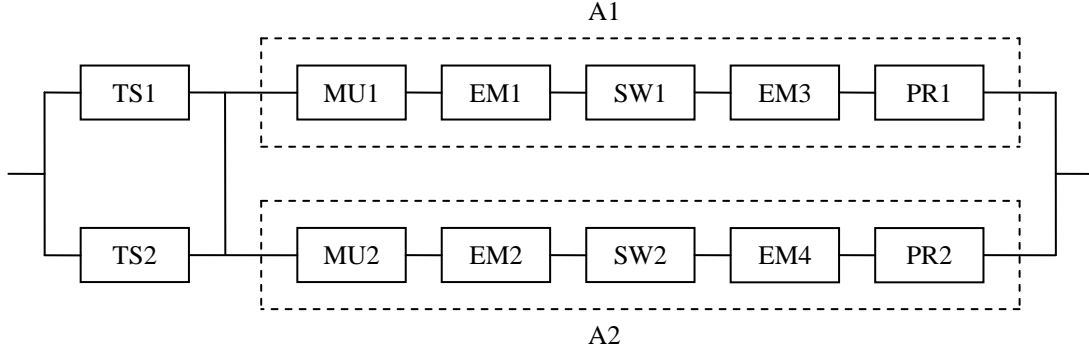 A1
TS1 MU1 EM1 SW1 EM3 PR1
TS2 MU2 EM2 SW2 EM4 PR2
A2